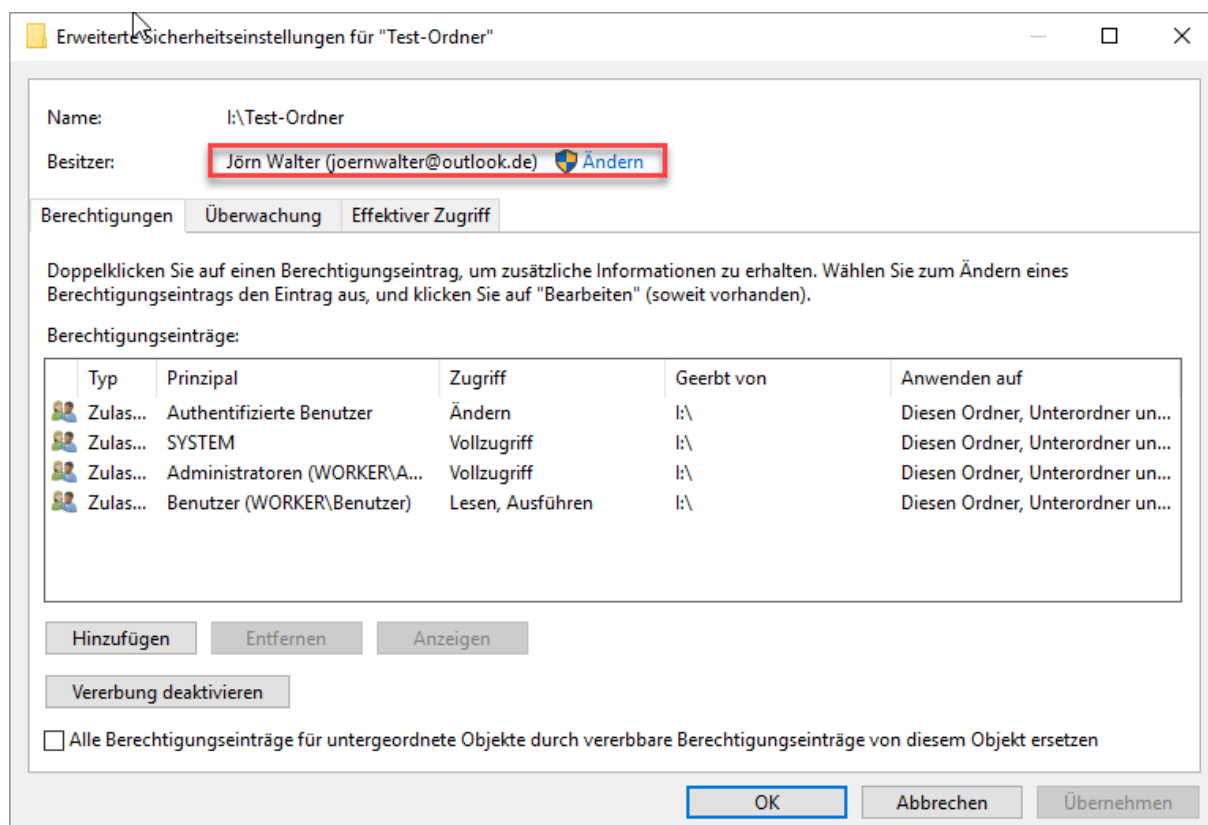 Erweiterte Sicherheitseinstellungen für "Test-Ordner"
Name: I:\Test-Ordner
Besitzer: Jörn Walter (joernwalter@outlook.de) Ändern
Berechtigungen Überwachung Effektiver Zugriff
Doppelklicken Sie auf einen Berechtigungseintrag, um zusätzliche Informationen zu erhalten. Wählen Sie zum Ändern eines
Berechtigungseintrags den Eintrag aus, und klicken Sie auf "Bearbeiten" (soweit vorhanden).
Berechtigungseinträge:
Typ Prinzipal Zugriff Geerbt von Anwenden auf
Zulas... Authentifizierte Benutzer Ändern I:\ Diesen Ordner, Unterordner un...
Zulas... SYSTEM Vollzugriff I:\ Diesen Ordner, Unterordner un...
Zulas... Administratoren (WORKER\A... Vollzugriff I:\ Diesen Ordner, Unterordner un...
Zulas... Benutzer (WORKER\Benutzer) Lesen, Ausführen I:\ Diesen Ordner, Unterordner un...
Hinzufügen Entfernen Anzeigen
Vererbung deaktivieren
Alle Berechtigungseinträge für untergeordnete Objekte durch vererbbare Berechtigungseinträge von diesem Objekt ersetzen
OK Abbrechen Übernehmen